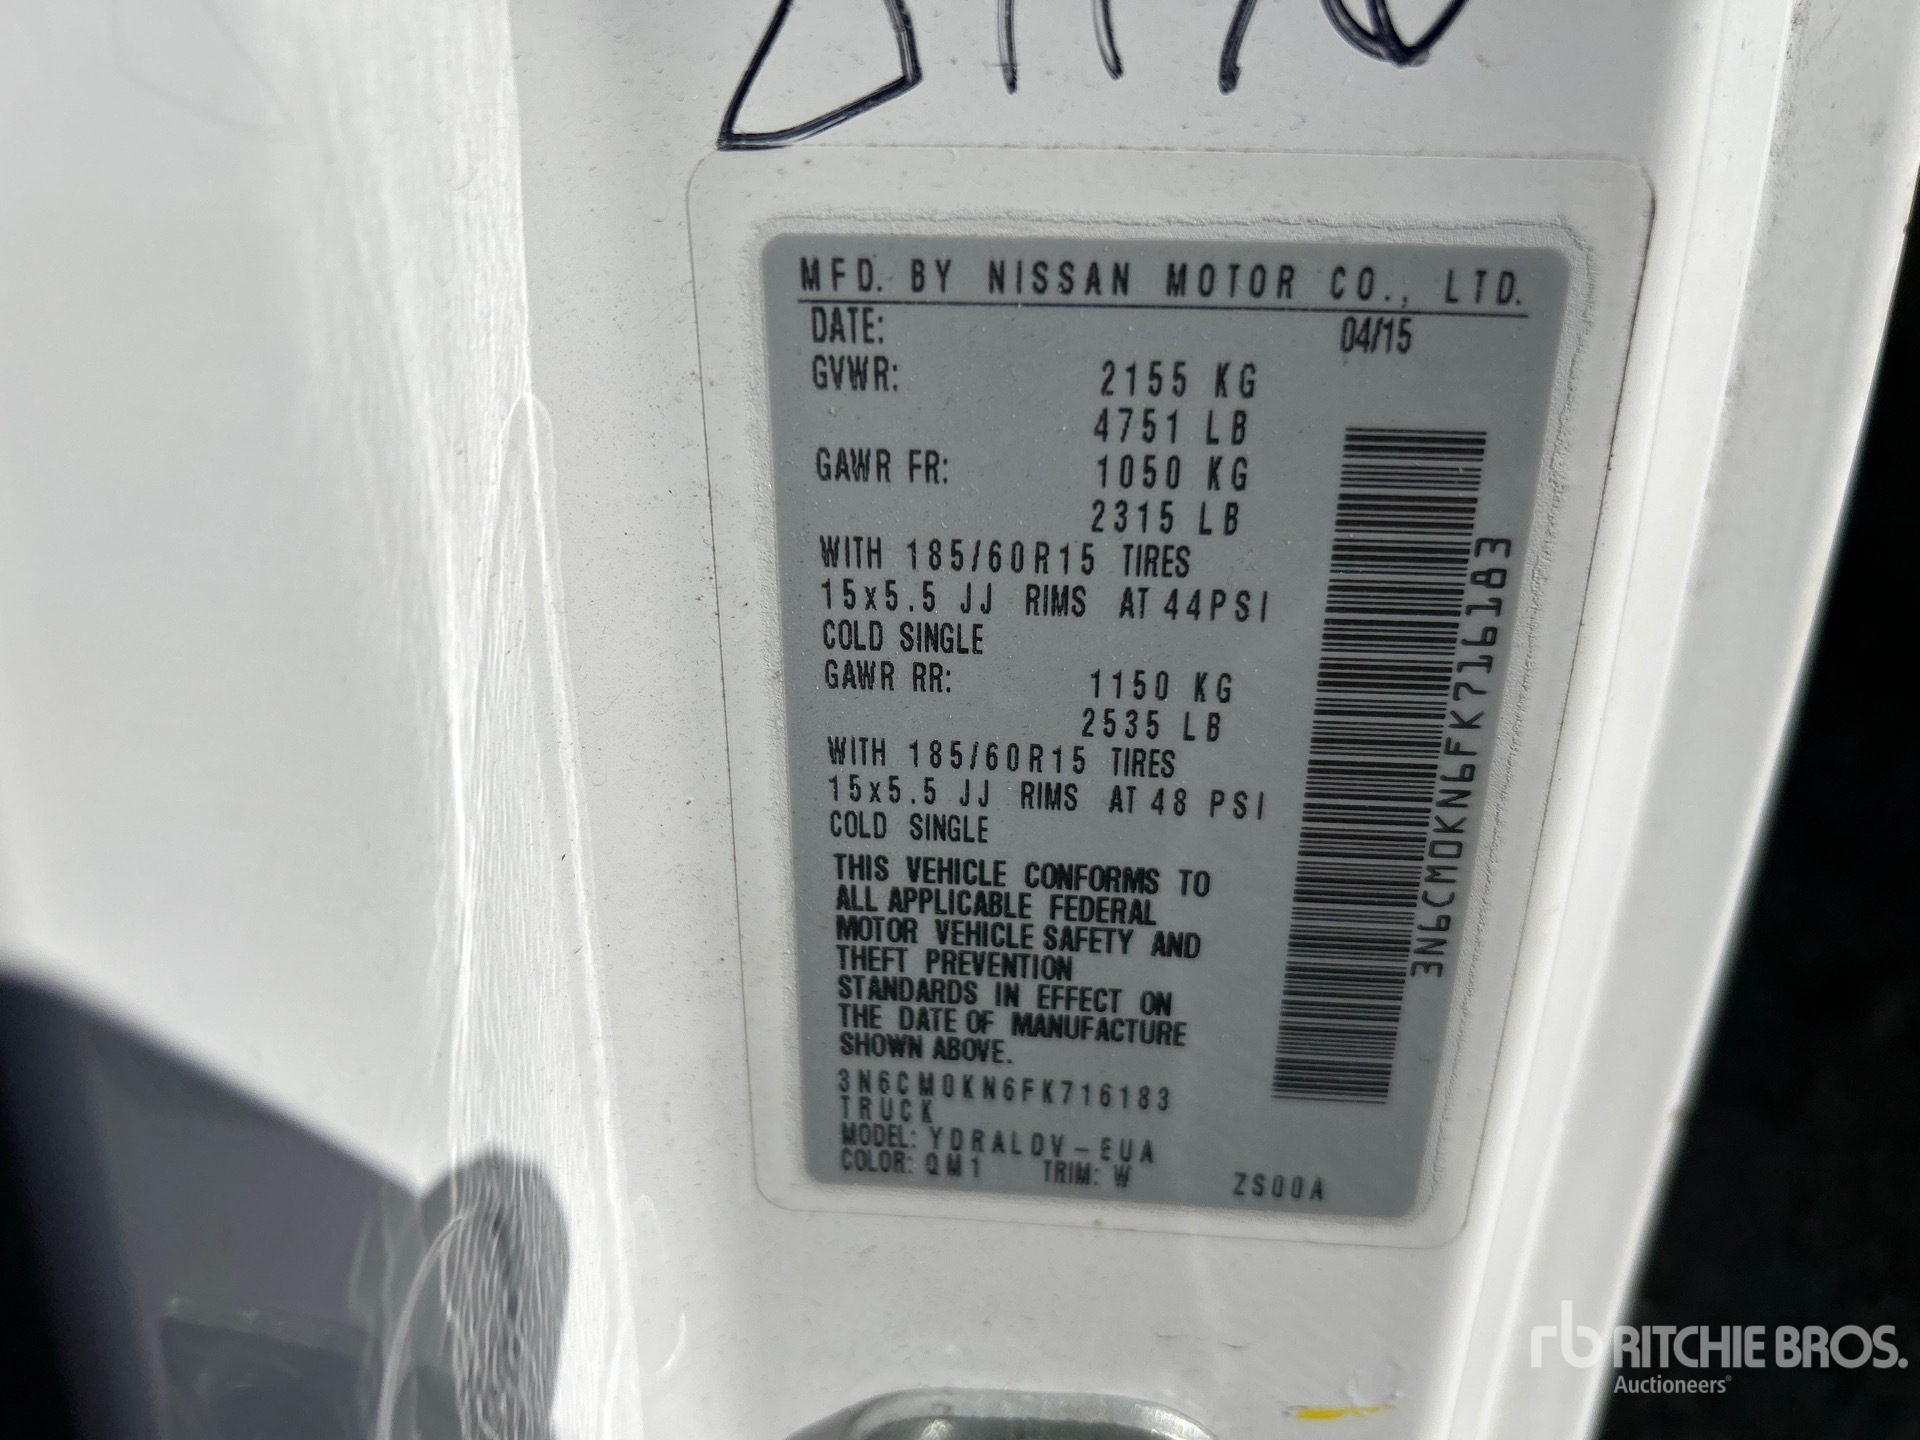 MFD. BY NISSAN MOTOR CO., LTD.
DATE: 04/15
GVWR: 2155 KG
4751 LB
GAWR FR: 1050 KG
2315 LB
WITH 185/60R15 TIRES
15x5.5 JJ RIMS AT 44PSI
COLD SINGLE
GAWR RR: 1150 KG
2535 LB
WITH 185/60R15 TIRES
15x5.5 JJ RIMS AT 48 PSI
COLD SINGLE
THIS VEHICLE CONFORMS TO
ALL APPLICABLE FEDERAL
MOTOR VEHICLE SAFETY AND
THEFT PREVENTION
STANDARDS IN EFFECT ON
THE DATE OF MANUFACTURE
SHOWN ABOVE.
3N6CM0KN6FK716183
TRUCK
MODEL: YDRALDV-EUA
COLOR: QM1 TRIM: W ZS00A
3N6CM0KN6FK716183
rb RITCHIE BROS.
Auctioneers